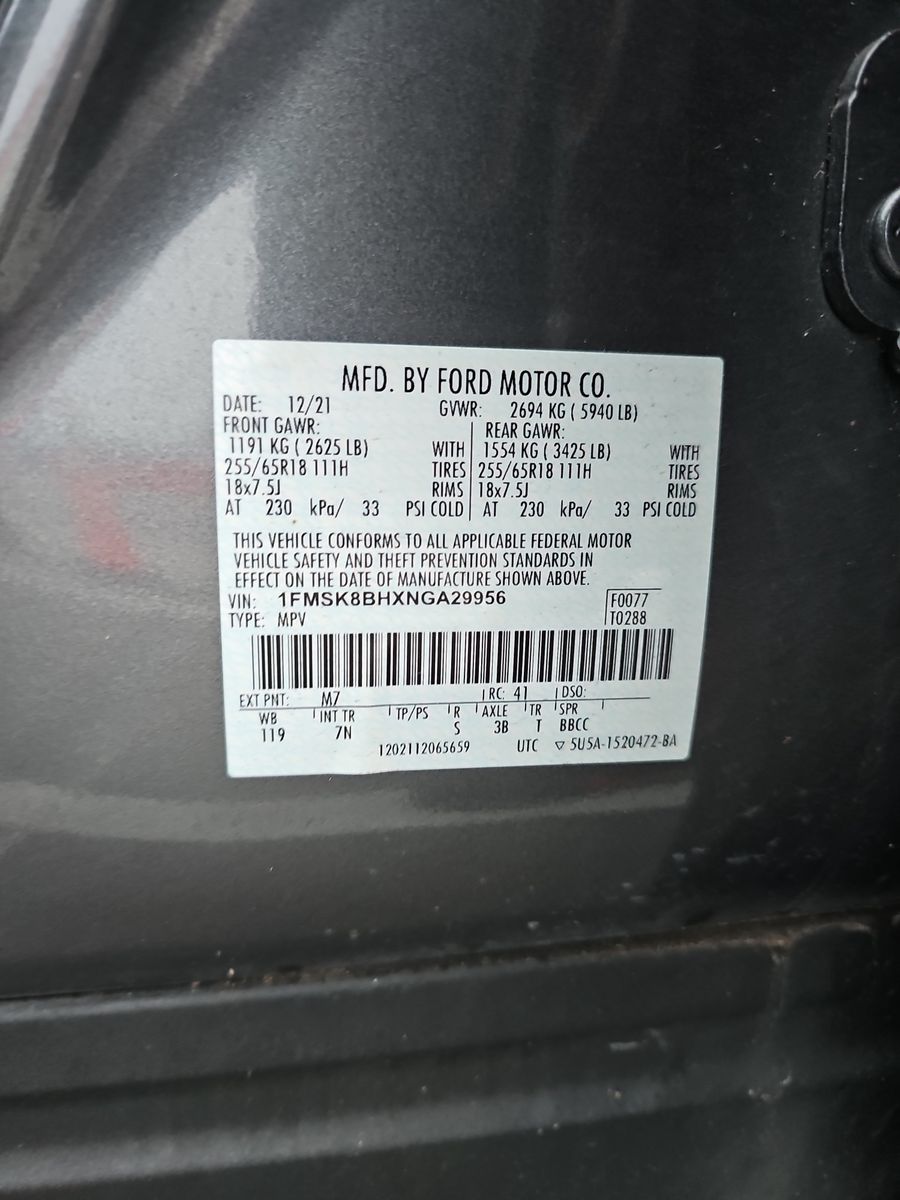 MFD. BY FORD MOTOR CO.
DATE: 12/21 GVWR: 2694 KG ( 5940 LB)
FRONT GAWR: REAR GAWR:
1191 KG ( 2625 LB) WITH 1554 KG ( 3425 LB) WITH
255/65R18 111H TIRES 255/65R18 111H TIRES
18x7.5J RIMS 18x7.5J RIMS
AT 230 kPa/ 33 PSI COLD AT 230 kPa/ 33 PSI COLD
THIS VEHICLE CONFORMS TO ALL APPLICABLE FEDERAL MOTOR
VEHICLE SAFETY AND THEFT PREVENTION STANDARDS IN
EFFECT ON THE DATE OF MANUFACTURE SHOWN ABOVE.
VIN: 1FMSK8BHXNGA29956 F0077
TYPE: MPV T0288
EXT PNT: M7 RC: 41 DSO:
WB INT TR TP/PS R AXLE TR SPR
119 7N S 3B T BBCC
1202112065659 UTC ▽ 5U5A-1520472-BA